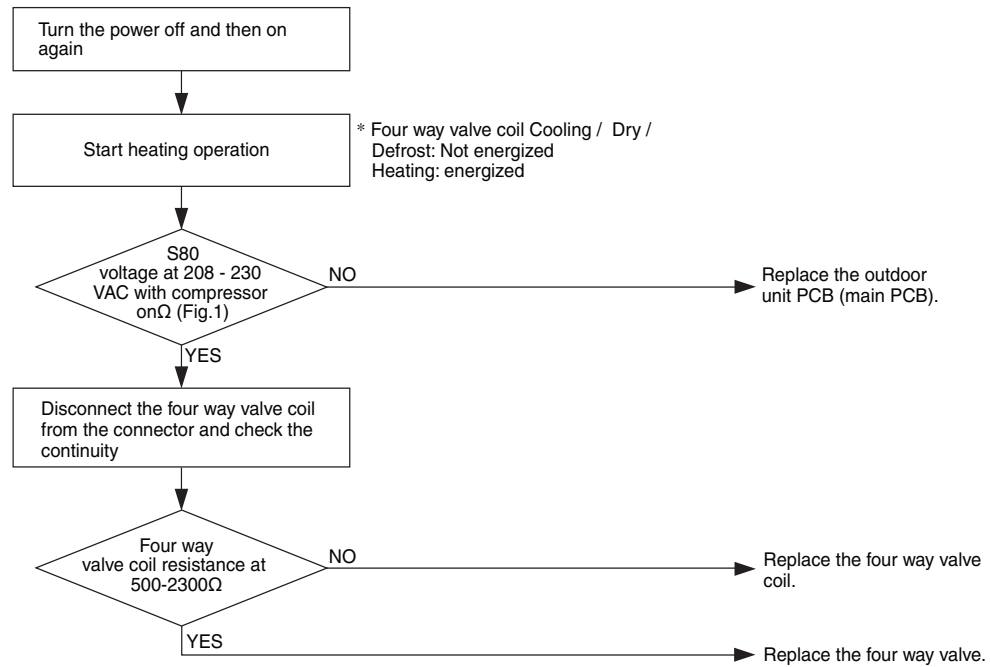 Turn the power off and then on
again
Start heating operation
* Four way valve coil Cooling / Dry /
Defrost: Not energized
Heating: energized
S80
voltage at 208 - 230
VAC with compressor
onΩ (Fig.1)
NO
Replace the outdoor
unit PCB (main PCB).
YES
Disconnect the four way valve coil
from the connector and check the
continuity
Four way
valve coil resistance at
500-2300Ω
NO
Replace the four way valve
coil.
YES
Replace the four way valve.